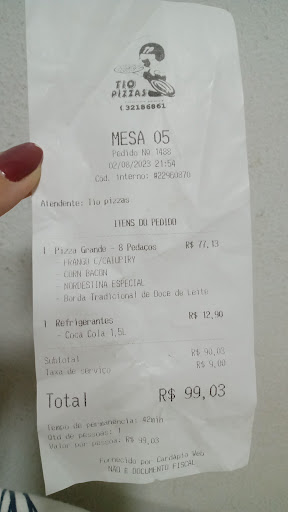 TIO
PIZZAS
32186861
MESA 05
Pedido Nº 1488
02/06/2023 21:54
Cód. interno: #22960870
Atendente: Tio pizzas
ITENS DO PEDIDO
1 Pizza Grande - 8 Pedaços R$ 77,13
- FRANGO C/CATUPIRY
- CORN BACON
- NORDESTINA ESPECIAL
- Borda Tradicional de Doce de Leite
1 Refrigerantes R$ 12,90
- Coca Cola 1,5L
Subtotal R$ 90,03
Taxa de serviço R$ 9,00
Total R$ 99,03
Tempo de permanência: 42min
Qtd de pessoas: 1
Valor por pessoa: R$ 99,03
Fornecido por Cardápio Web
NÃO É DOCUMENTO FISCAL